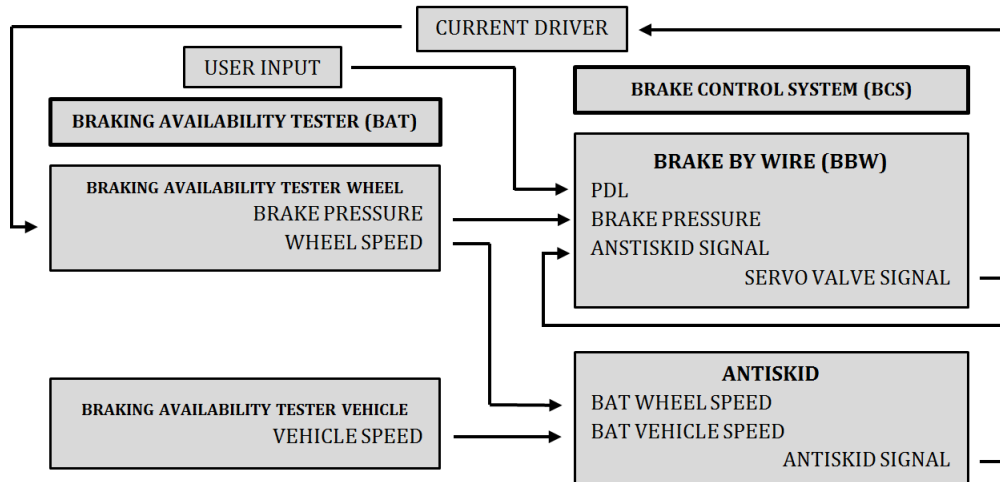 CURRENT DRIVER
USER INPUT
BRAKE CONTROL SYSTEM (BCS)
BRAKING AVAILABILITY TESTER (BAT)
BRAKING AVAILABILITY TESTER WHEEL
BRAKE PRESSURE
WHEEL SPEED
BRAKE BY WIRE (BBW)
PDL
BRAKE PRESSURE
ANSTISKID SIGNAL
SERVO VALVE SIGNAL
BRAKING AVAILABILITY TESTER VEHICLE
VEHICLE SPEED
ANTISKID
BAT WHEEL SPEED
BAT VEHICLE SPEED
ANTISKID SIGNAL